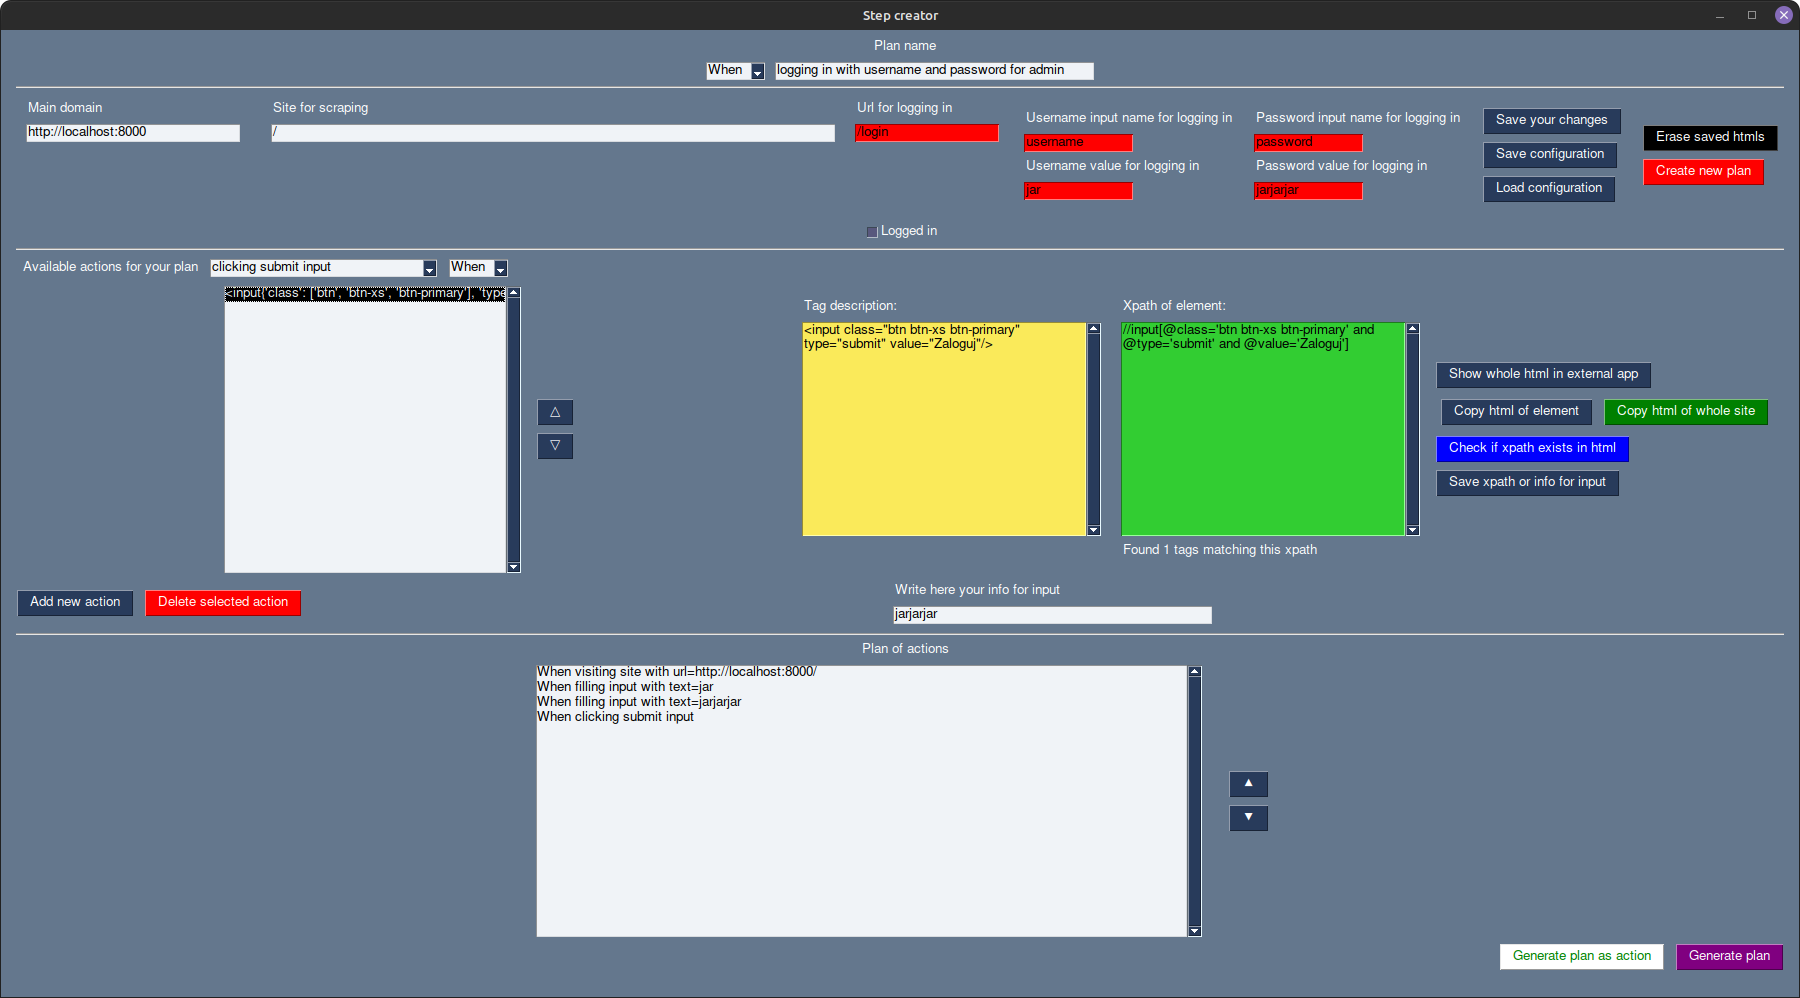 Step creator
Plan name
When logging in with username and password for admin
Main domain
http://localhost:8000
Site for scraping
/
Url for logging in
/login
Username input name for logging in
username
Username value for logging in
jar
Password input name for logging in
password
Password value for logging in
jarjarjar
Save your changes
Save configuration
Load configuration
Erase saved htmls
Create new plan
Logged in
Available actions for your plan clicking submit input When
<input{'class': ['btn', 'btn-xs', 'btn-primary'], 'type
Tag description:
<input class="btn btn-xs btn-primary"
type="submit" value="Zaloguj"/>
Xpath of element:
//input[@class='btn btn-xs btn-primary' and
@type='submit' and @value='Zaloguj']
Found 1 tags matching this xpath
Show whole html in external app
Copy html of element Copy html of whole site
Check if xpath exists in html
Save xpath or info for input
Add new action Delete selected action
Write here your info for input
jarjarjar
Plan of actions
When visiting site with url=http://localhost:8000/
When filling input with text=jar
When filling input with text=jarjarjar
When clicking submit input
Generate plan as action Generate plan